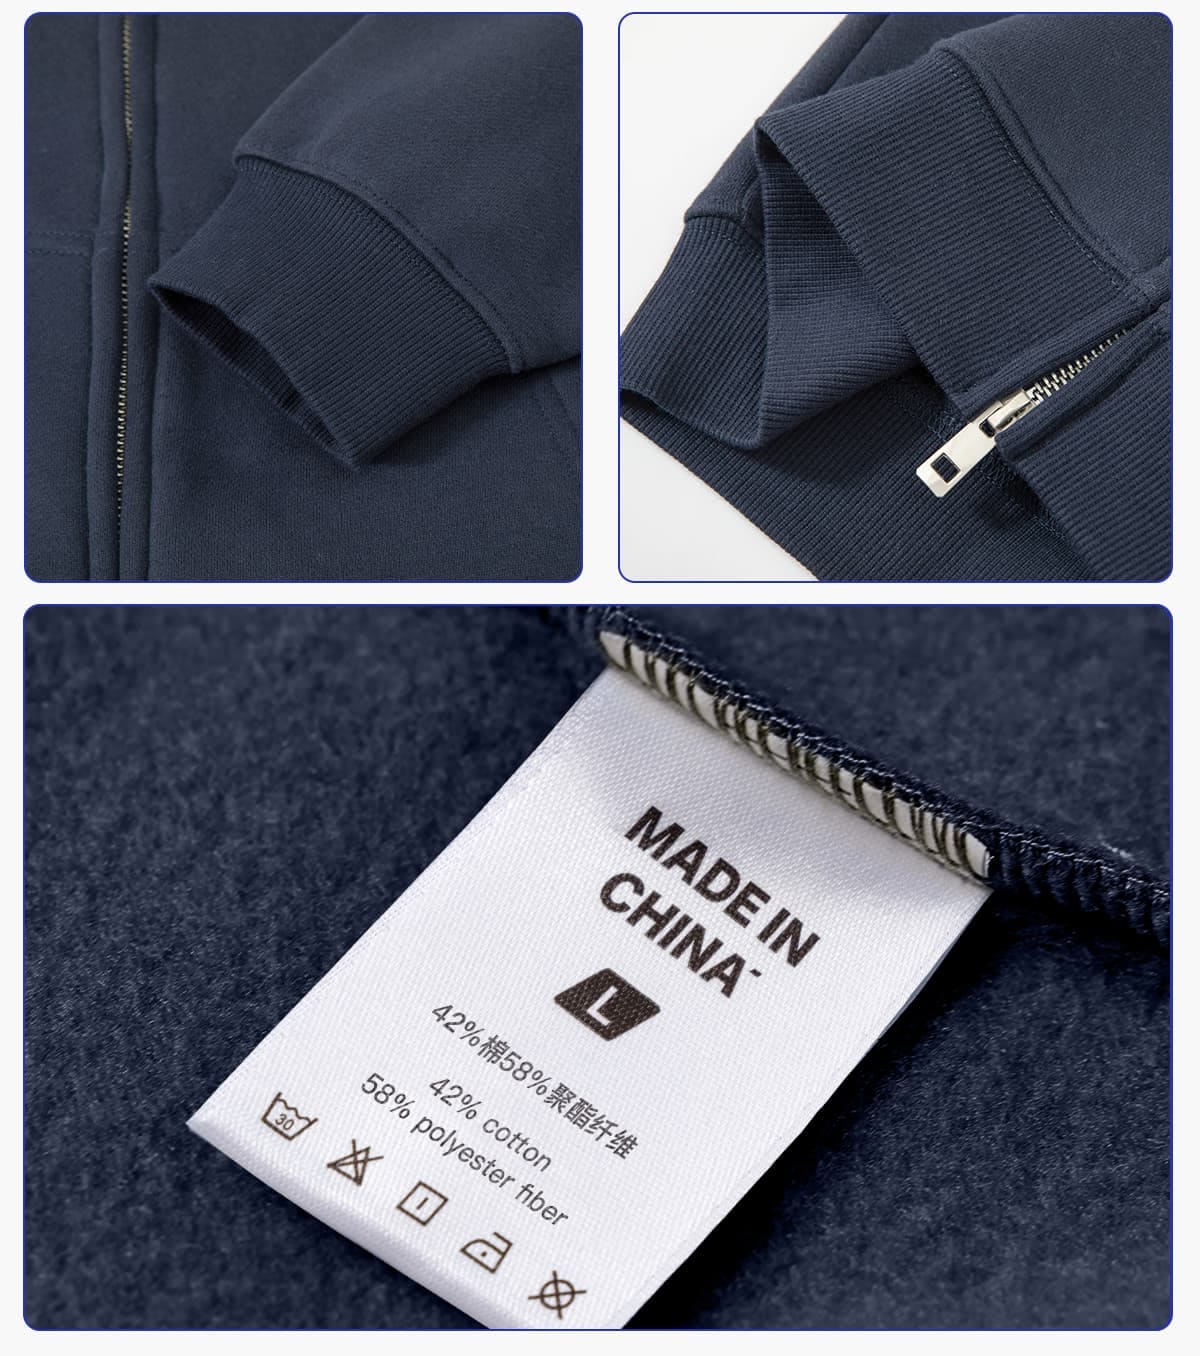 MADE IN
CHINA
L
42%棉58%聚酯纤维
42% cotton
58% polyester fiber
30